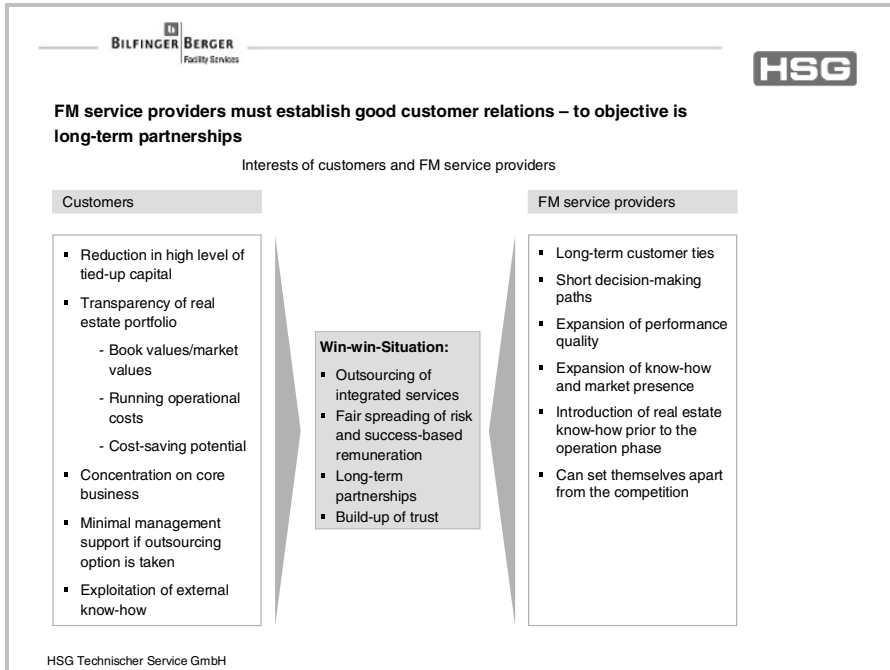 BILFINGER BERGER
Facility Services
HSG
FM service providers must establish good customer relations – to objective is
long-term partnerships
Interests of customers and FM service providers
Customers
▪ Reduction in high level of
tied-up capital
▪ Transparency of real
estate portfolio
- Book values/market
values
- Running operational
costs
- Cost-saving potential
▪ Concentration on core
business
▪ Minimal management
support if outsourcing
option is taken
▪ Exploitation of external
know-how
Win-win-Situation:
▪ Outsourcing of
integrated services
▪ Fair spreading of risk
and success-based
remuneration
▪ Long-term
partnerships
▪ Build-up of trust
FM service providers
▪ Long-term customer ties
▪ Short decision-making
paths
▪ Expansion of performance
quality
▪ Expansion of know-how
and market presence
▪ Introduction of real estate
know-how prior to the
operation phase
▪ Can set themselves apart
from the competition
HSG Technischer Service GmbH